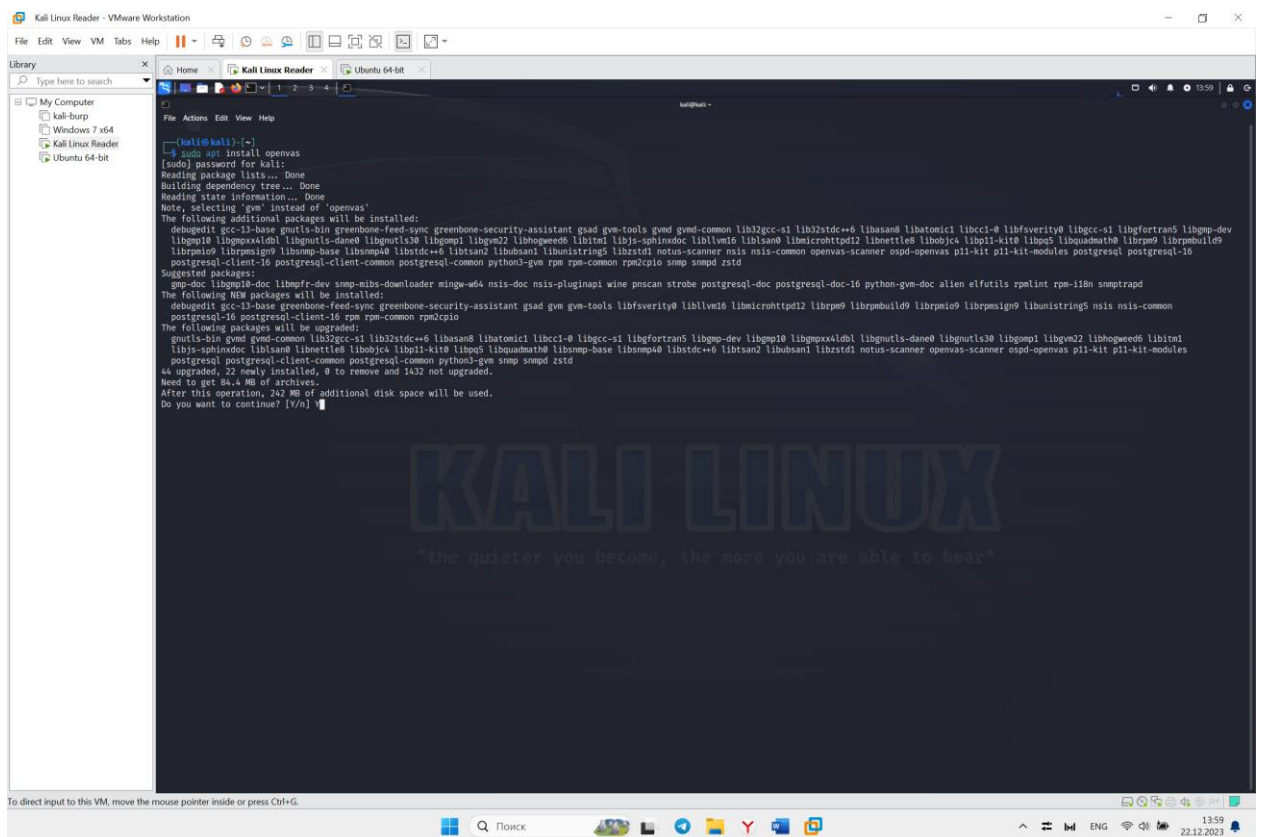 Kali Linux Reader - VMware Workstation
File Edit View VM Tabs Help
Library
Type here to search
My Computer
kali-burp
Windows 7 x64
Kali Linux Reader
Ubuntu 64-bit
Home
Kali Linux Reader
Ubuntu 64-bit
1 2 3 4
13:59
kali@kali: ~
File Actions Edit View Help
(kali㉿kali)-[~]
$ sudo apt install openvas
[sudo] password for kali:
Reading package lists... Done
Building dependency tree... Done
Reading state information... Done
Note, selecting 'gvm' instead of 'openvas'
The following additional packages will be installed:
debugedit gcc-13-base gnutls-bin greenbone-feed-sync greenbone-security-assistant gsad gvm-tools gvmd gvmd-common lib32gcc-s1 lib32stdc++6 libasan8 libatomic1 libcc1-0 libfsverity0 libgcc-s1 libgfortran5 libgmp-dev
libgmp10 libgmpxx4ldbl libgnutls-dane0 libgnutls30 libgomp1 libgvm22 libhogweed6 libitm1 libjs-sphinxdoc libllvm16 liblsan0 libmicrohttpd12 libnettle8 libobjc4 libp11-kit0 libpq5 libquadmath0 librpm9 librpmbuild9
librpmio9 librpmsign9 libsnmp-base libsnmp40 libstdc++6 libtsan2 libubsan1 libunistring5 libzstd1 notus-scanner nsis nsis-common openvas-scanner ospd-openvas p11-kit p11-kit-modules postgresql postgresql-16
postgresql-client-16 postgresql-client-common postgresql-common python3-gvm rpm rpm-common rpm2cpio snmp snmpd zstd
Suggested packages:
gmp-doc libgmp10-doc libmpfr-dev snmp-mibs-downloader mingw-w64 nsis-doc nsis-pluginapi wine pnscan strobe postgresql-doc postgresql-doc-16 python-gvm-doc alien elfutils rpmlint rpm-i18n snmptrapd
The following NEW packages will be installed:
debugedit gcc-13-base greenbone-feed-sync greenbone-security-assistant gsad gvm gvm-tools libfsverity0 libllvm16 libmicrohttpd12 librpm9 librpmbuild9 librpmio9 librpmsign9 libunistring5 nsis nsis-common
postgresql-16 postgresql-client-16 rpm rpm-common rpm2cpio
The following packages will be upgraded:
gnutls-bin gvmd gvmd-common lib32gcc-s1 lib32stdc++6 libasan8 libatomic1 libcc1-0 libgcc-s1 libgfortran5 libgmp-dev libgmp10 libgmpxx4ldbl libgnutls-dane0 libgnutls30 libgomp1 libgvm22 libhogweed6 libitm1
libjs-sphinxdoc liblsan0 libnettle8 libobjc4 libp11-kit0 libpq5 libquadmath0 libsnmp-base libsnmp40 libstdc++6 libtsan2 libubsan1 libzstd1 notus-scanner openvas-scanner ospd-openvas p11-kit p11-kit-modules
postgresql postgresql-client-common postgresql-common python3-gvm snmp snmpd zstd
44 upgraded, 22 newly installed, 0 to remove and 1432 not upgraded.
Need to get 84.4 MB of archives.
After this operation, 242 MB of additional disk space will be used.
Do you want to continue? [Y/n] Y
KALI LINUX
"the quieter you become, the more you are able to hear"
To direct input to this VM, move the mouse pointer inside or press Ctrl+G.
Поиск
ENG
13:59
22.12.2023